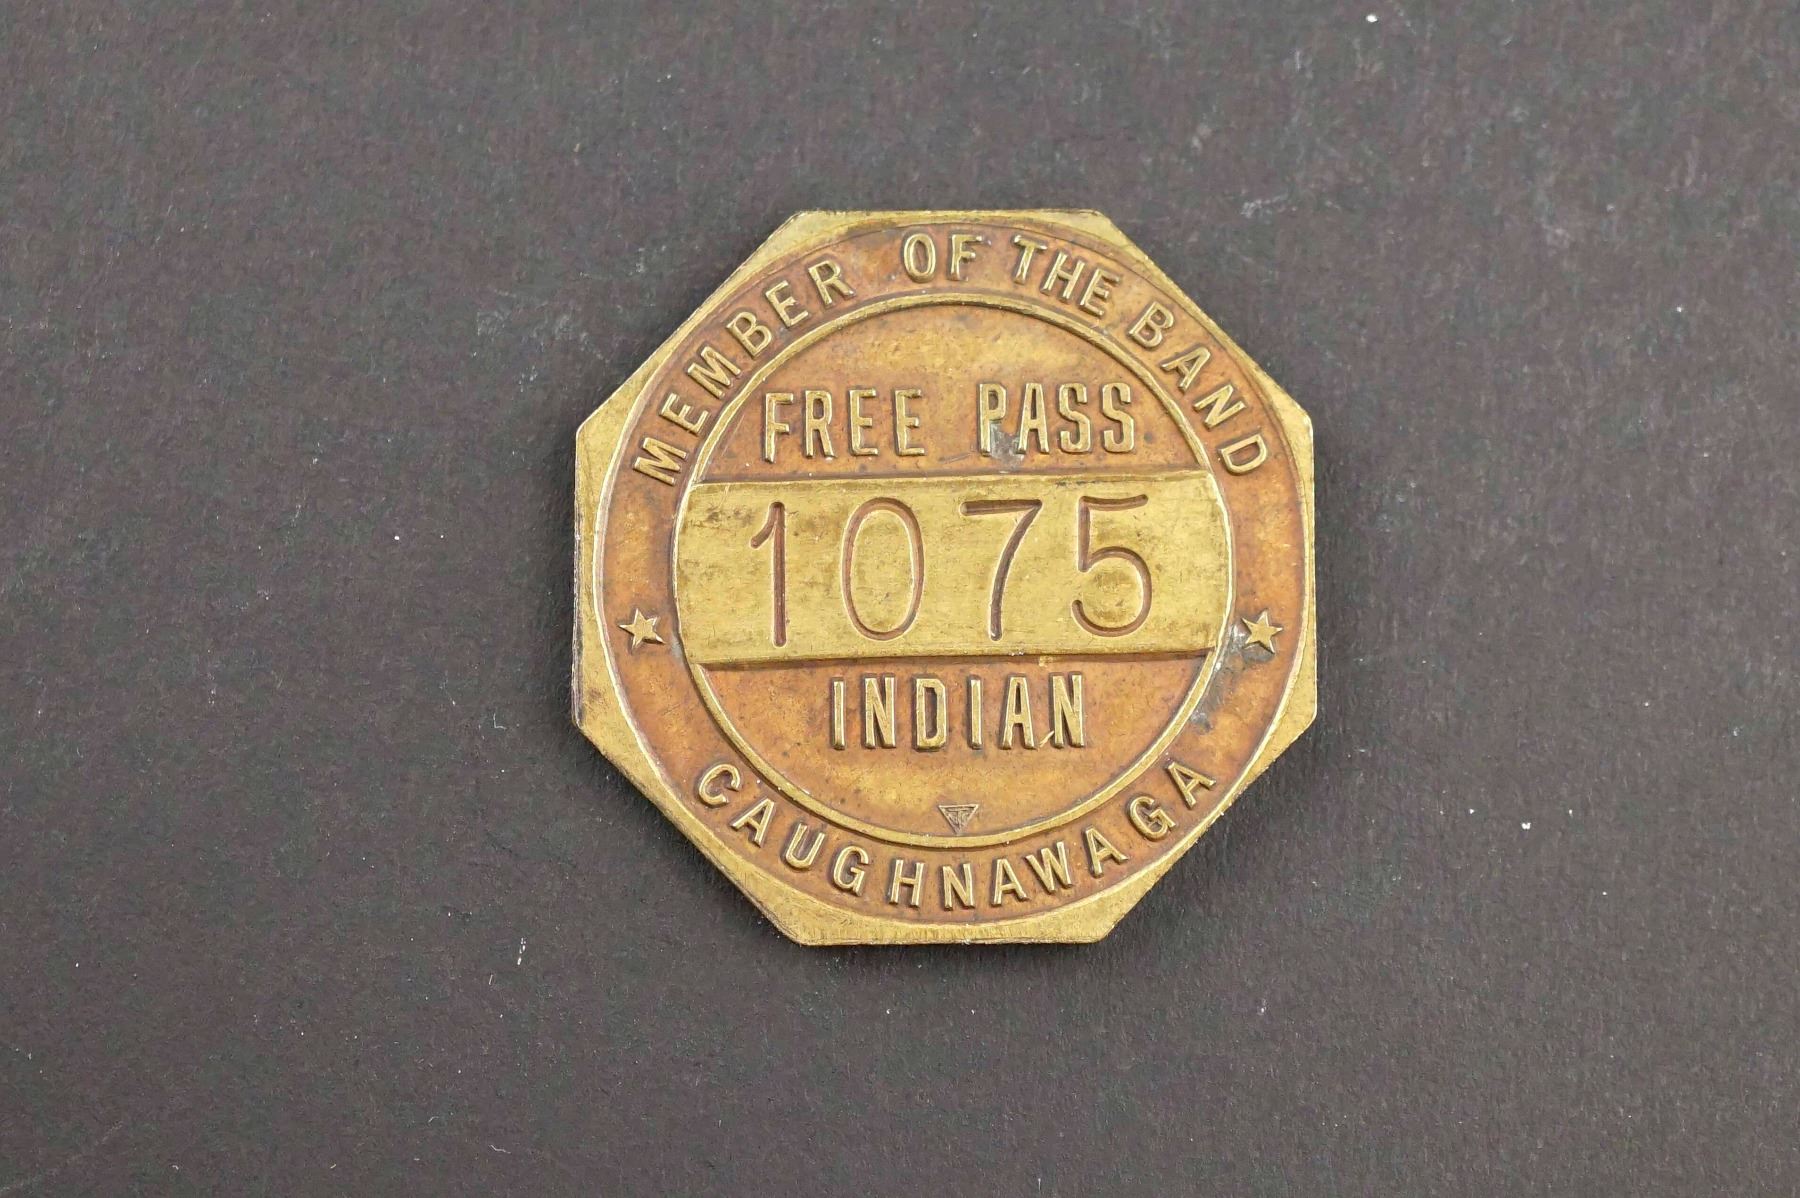 MEMBER OF THE BAND
FREE PASS
1075
INDIAN
CAUGHNAWAGA